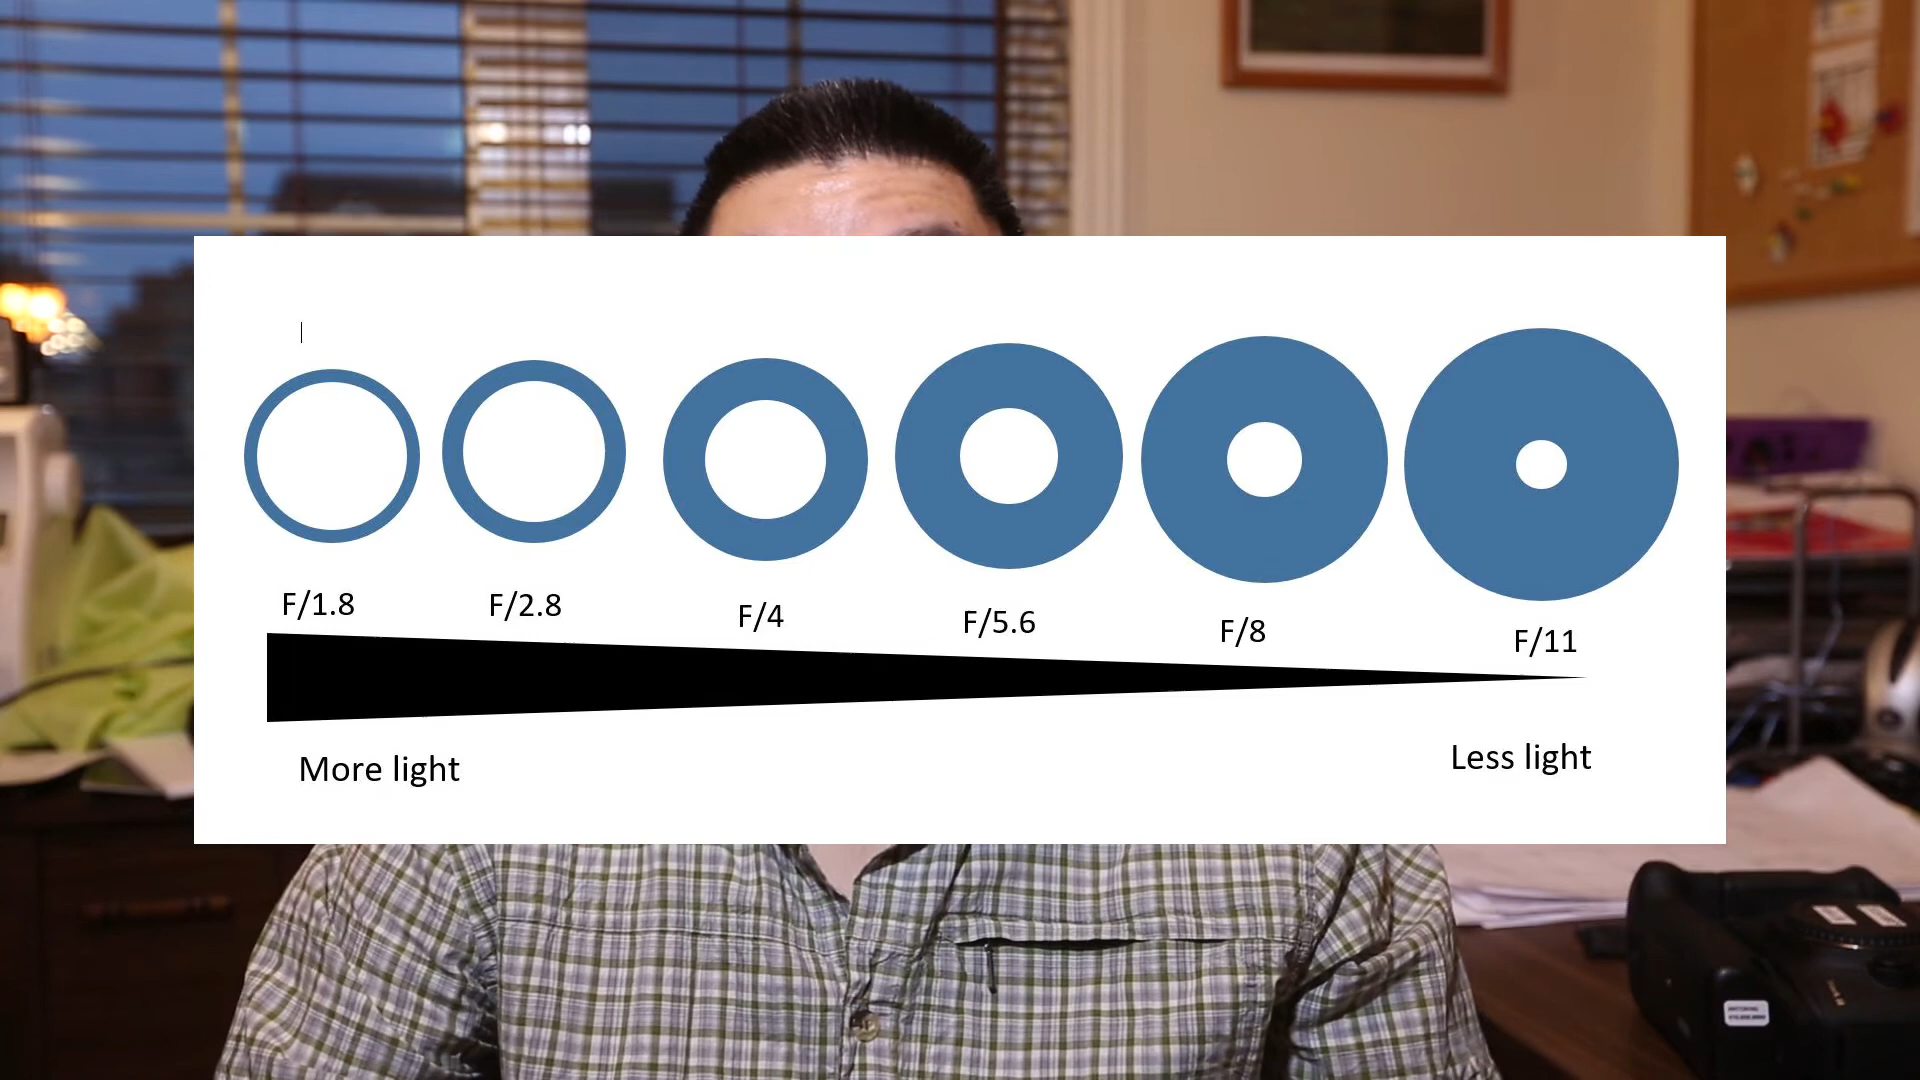 F/1.8
F/2.8
F/4
F/5.6
F/8
F/11
More light
Less light